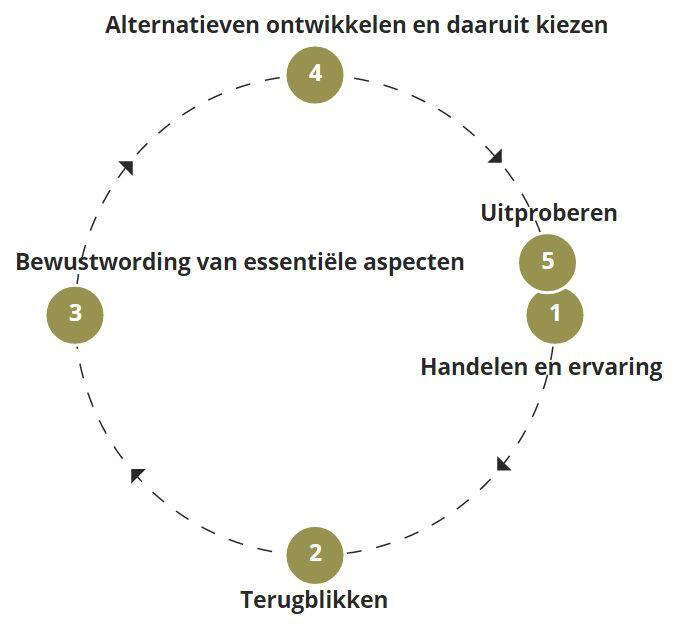 Alternatieven ontwikkelen en daaruit kiezen
4
Uitproberen
5
Bewustwording van essentiële aspecten
3
1
Handelen en ervaring
2
Terugblikken